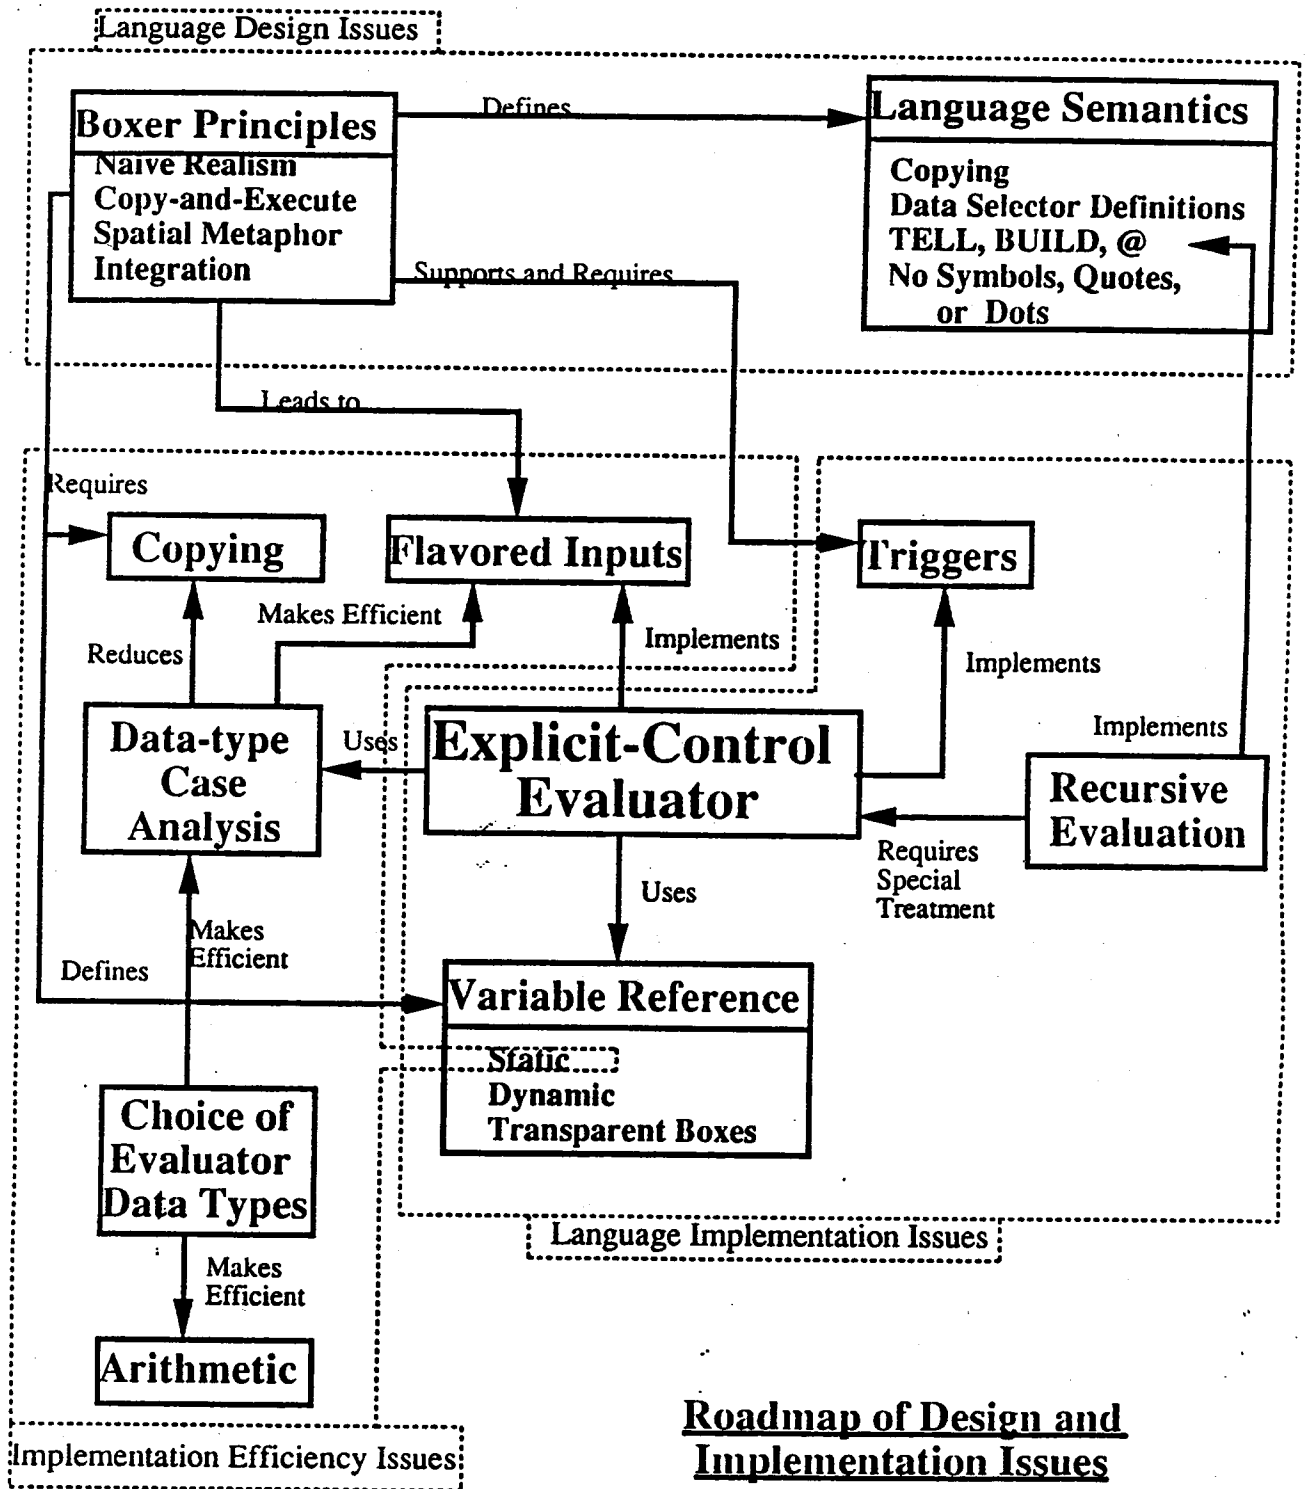 Language Design Issues
Boxer Principles
Naive Realism
Copy-and-Execute
Spatial Metaphor
Integration
Defines
Language Semantics
Copying
Data Selector Definitions
TELL, BUILD, @
No Symbols, Quotes,
or Dots
Supports and Requires
Leads to
Requires
Copying
Flavored Inputs
Triggers
Makes Efficient
Reduces
Implements
Implements
Implements
Data-type
Case
Analysis
Uses
Explicit-Control
Evaluator
Recursive
Evaluation
Requires
Special
Treatment
Uses
Makes
Efficient
Defines
Variable Reference
Static
Dynamic
Transparent Boxes
Choice of
Evaluator
Data Types
Language Implementation Issues
Makes
Efficient
Arithmetic
Implementation Efficiency Issues
Roadmap of Design and
Implementation Issues